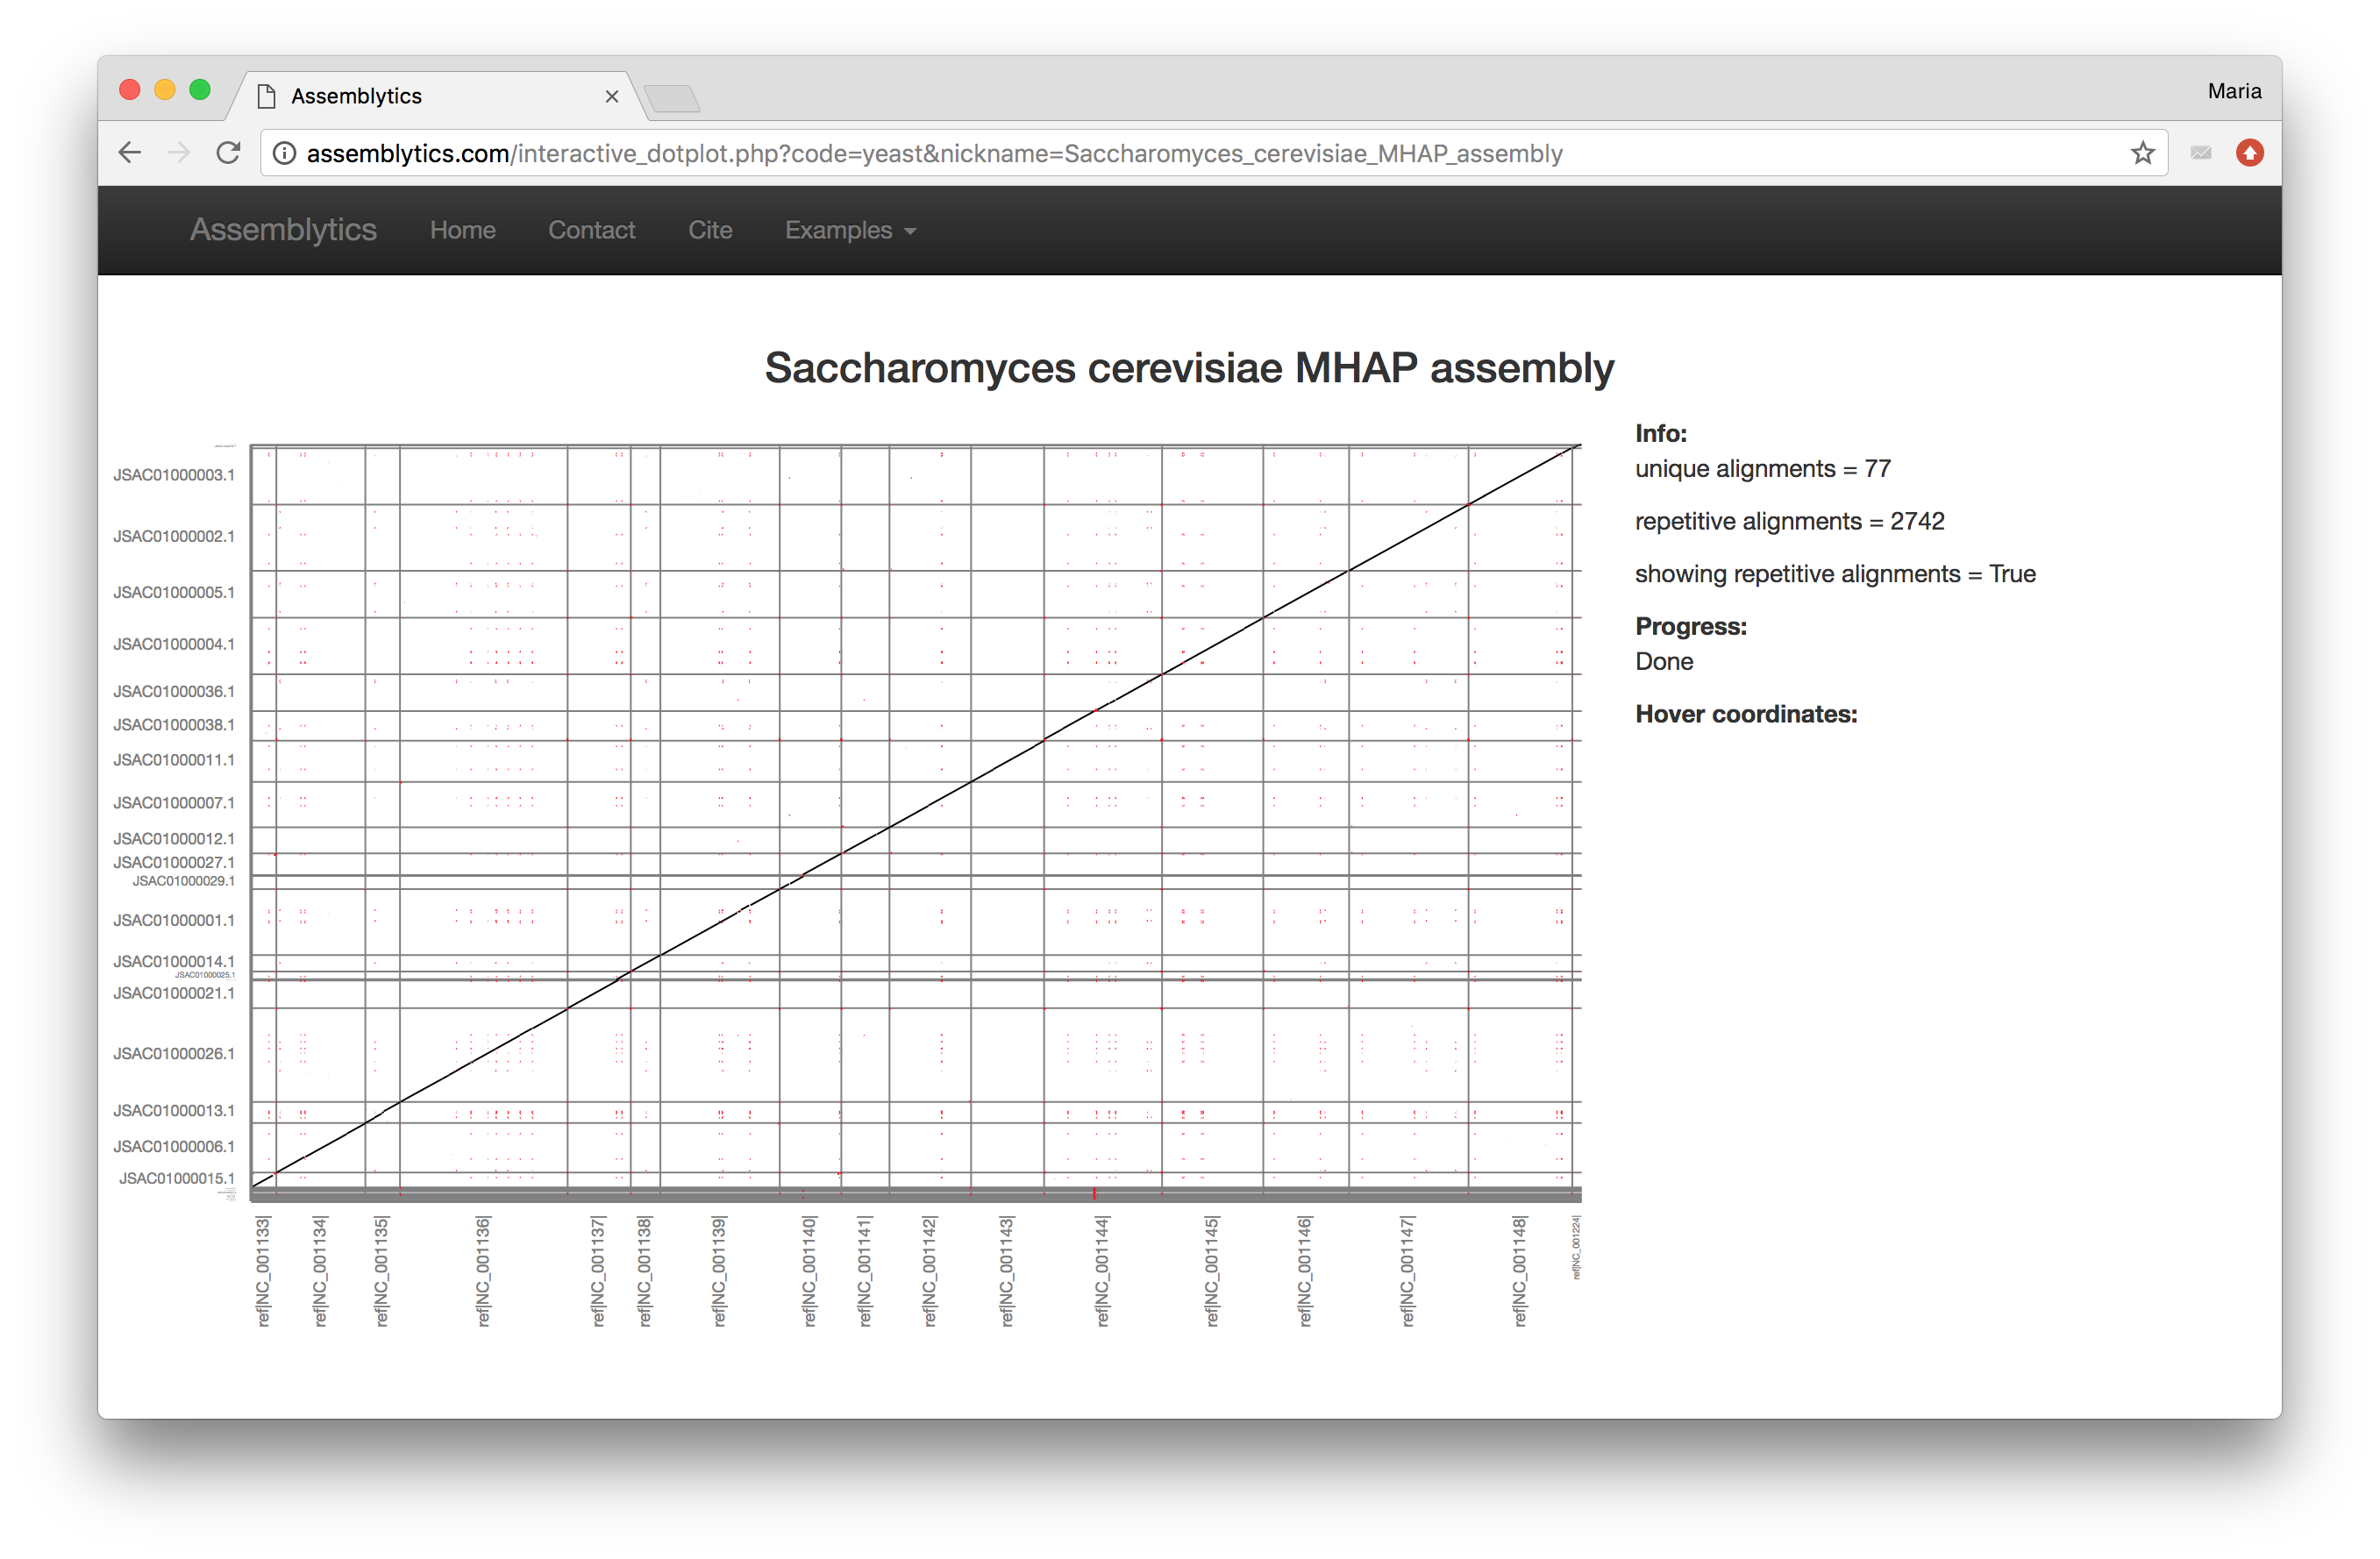 Assemblytics
Maria
assemblytics.com/interactive_dotplot.php?code=yeast&nickname=Saccharomyces_cerevisiae_MHAP_assembly
Assemblytics Home Contact Cite Examples
Saccharomyces cerevisiae MHAP assembly
JSAC01000003.1
JSAC01000002.1
JSAC01000005.1
JSAC01000004.1
JSAC01000036.1
JSAC01000038.1
JSAC01000011.1
JSAC01000007.1
JSAC01000012.1
JSAC01000027.1
JSAC01000029.1
JSAC01000001.1
JSAC01000014.1
JSAC01000025.1
JSAC01000021.1
JSAC01000026.1
JSAC01000013.1
JSAC01000006.1
JSAC01000015.1
ref|NC_001133|
ref|NC_001134|
ref|NC_001135|
ref|NC_001136|
ref|NC_001137|
ref|NC_001138|
ref|NC_001139|
ref|NC_001140|
ref|NC_001141|
ref|NC_001142|
ref|NC_001143|
ref|NC_001144|
ref|NC_001145|
ref|NC_001146|
ref|NC_001147|
ref|NC_001148|
ref|NC_001224|
Info:
unique alignments = 77
repetitive alignments = 2742
showing repetitive alignments = True
Progress:
Done
Hover coordinates: